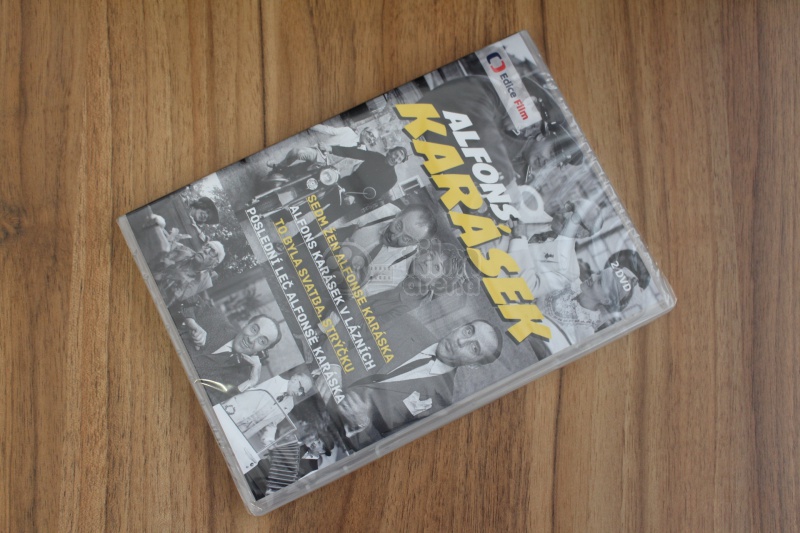 Edice Film
ALFONS
KARÁSEK
SEDM ŽEN ALFONSE KARÁSKA
ALFONS KARÁSEK V LÁZNÍCH
TO BYLA SVATBA, STRÝČKU
POSLEDNÍ LEČ ALFONSE KARÁSKA
2 DVD